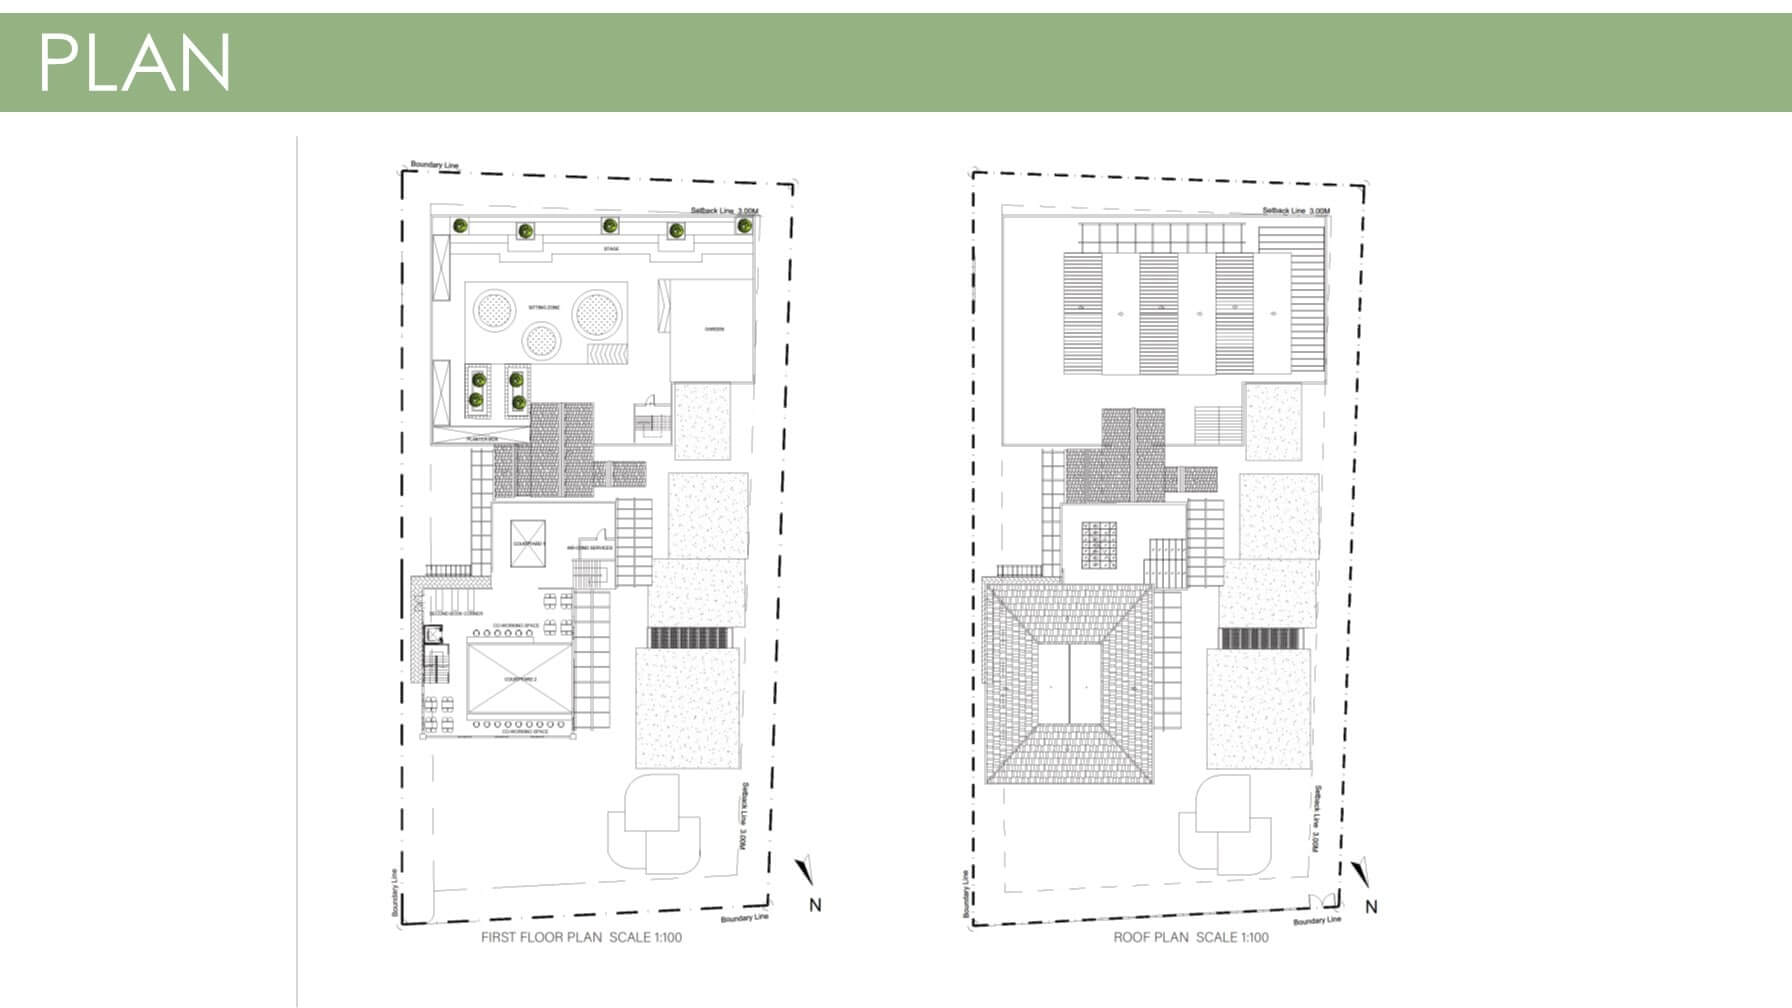 PLAN
Boundary Line
Setback Line 3.00M
STAGE
SITTING ZONE
GARDEN
PLANTER BOX
COURTYARD 1
AIR-COND SERVICES
SECOND BOOK CORNER
CO-WORKING SPACE
COURTYARD 2
CO-WORKING SPACE
Setback Line 3.00M
Boundary Line
Boundary Line
N
FIRST FLOOR PLAN SCALE 1:100
Setback Line 3.00M
Setback Line 3.00M
Boundary Line
Boundary Line
N
ROOF PLAN SCALE 1:100